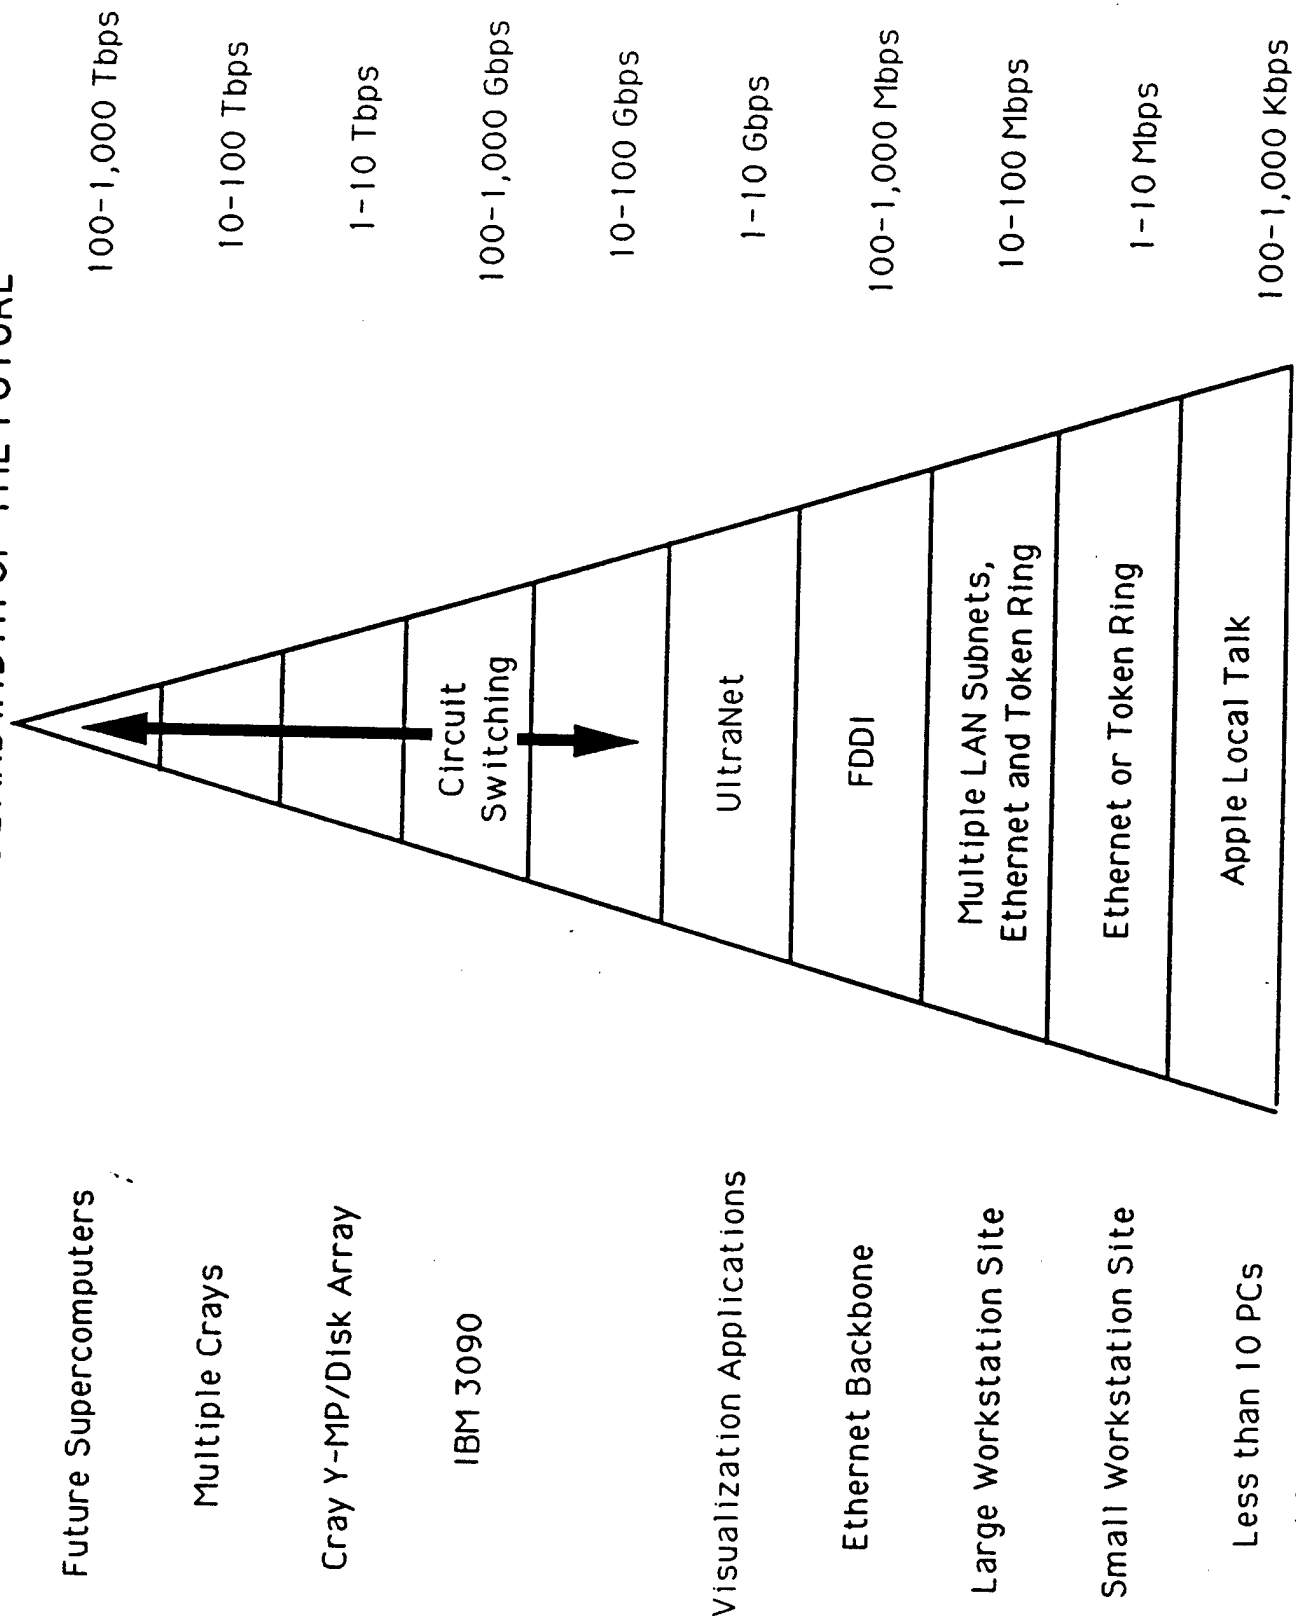 Future Supercomputers
100-1,000 Tbps
Multiple Crays
10-100 Tbps
Cray Y-MP/Disk Array
1-10 Tbps
IBM 3090
Circuit
Switching
100-1,000 Gbps
10-100 Gbps
Visualization Applications
UltraNet
1-10 Gbps
Ethernet Backbone
FDDI
100-1,000 Mbps
Large Workstation Site
Multiple LAN Subnets,
Ethernet and Token Ring
10-100 Mbps
Small Workstation Site
Ethernet or Token Ring
1-10 Mbps
Less than 10 PCs
Apple Local Talk
100-1,000 Kbps